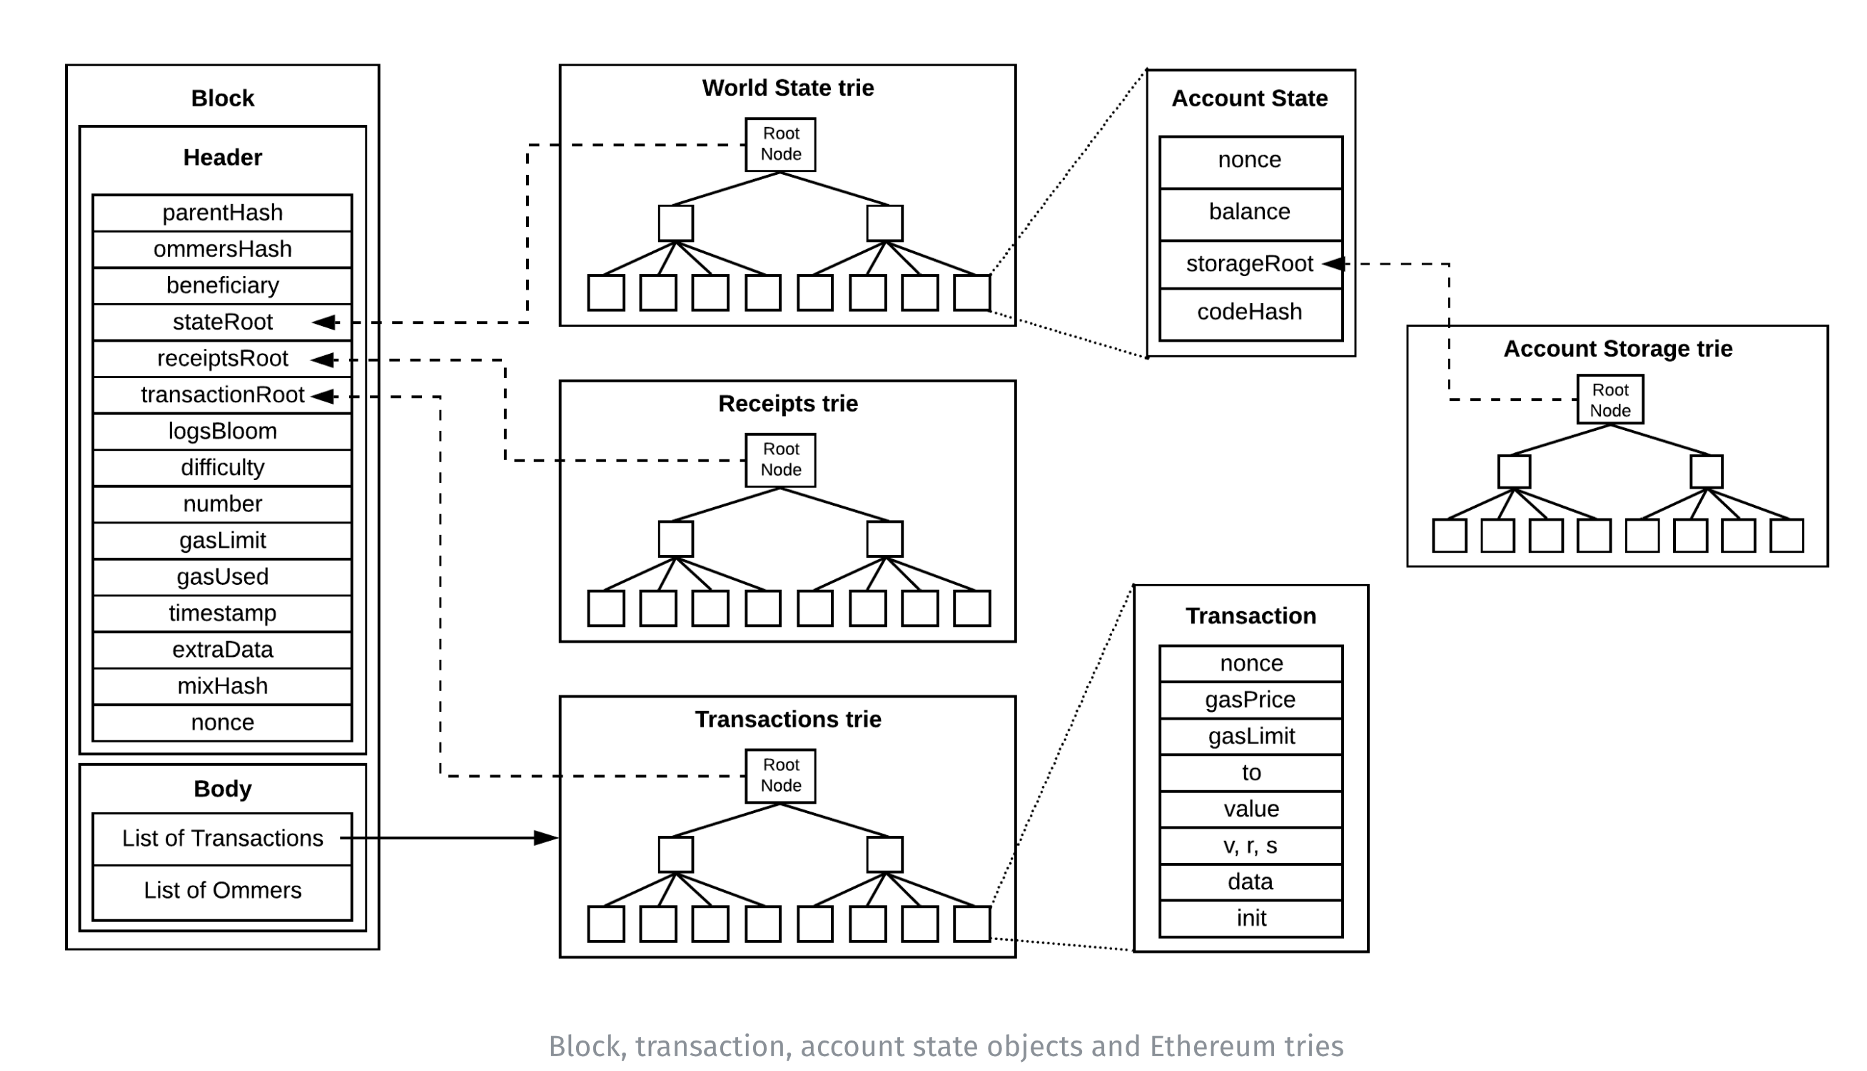 Block
Header
parentHash
ommersHash
beneficiary
stateRoot
receiptsRoot
transactionRoot
logsBloom
difficulty
number
gasLimit
gasUsed
timestamp
extraData
mixHash
nonce
Body
List of Transactions
List of Ommers
World State trie
Root
Node
Receipts trie
Root
Node
Transactions trie
Root
Node
Account State
nonce
balance
storageRoot
codeHash
Account Storage trie
Root
Node
Transaction
nonce
gasPrice
gasLimit
to
value
v, r, s
data
init
Block, transaction, account state objects and Ethereum tries